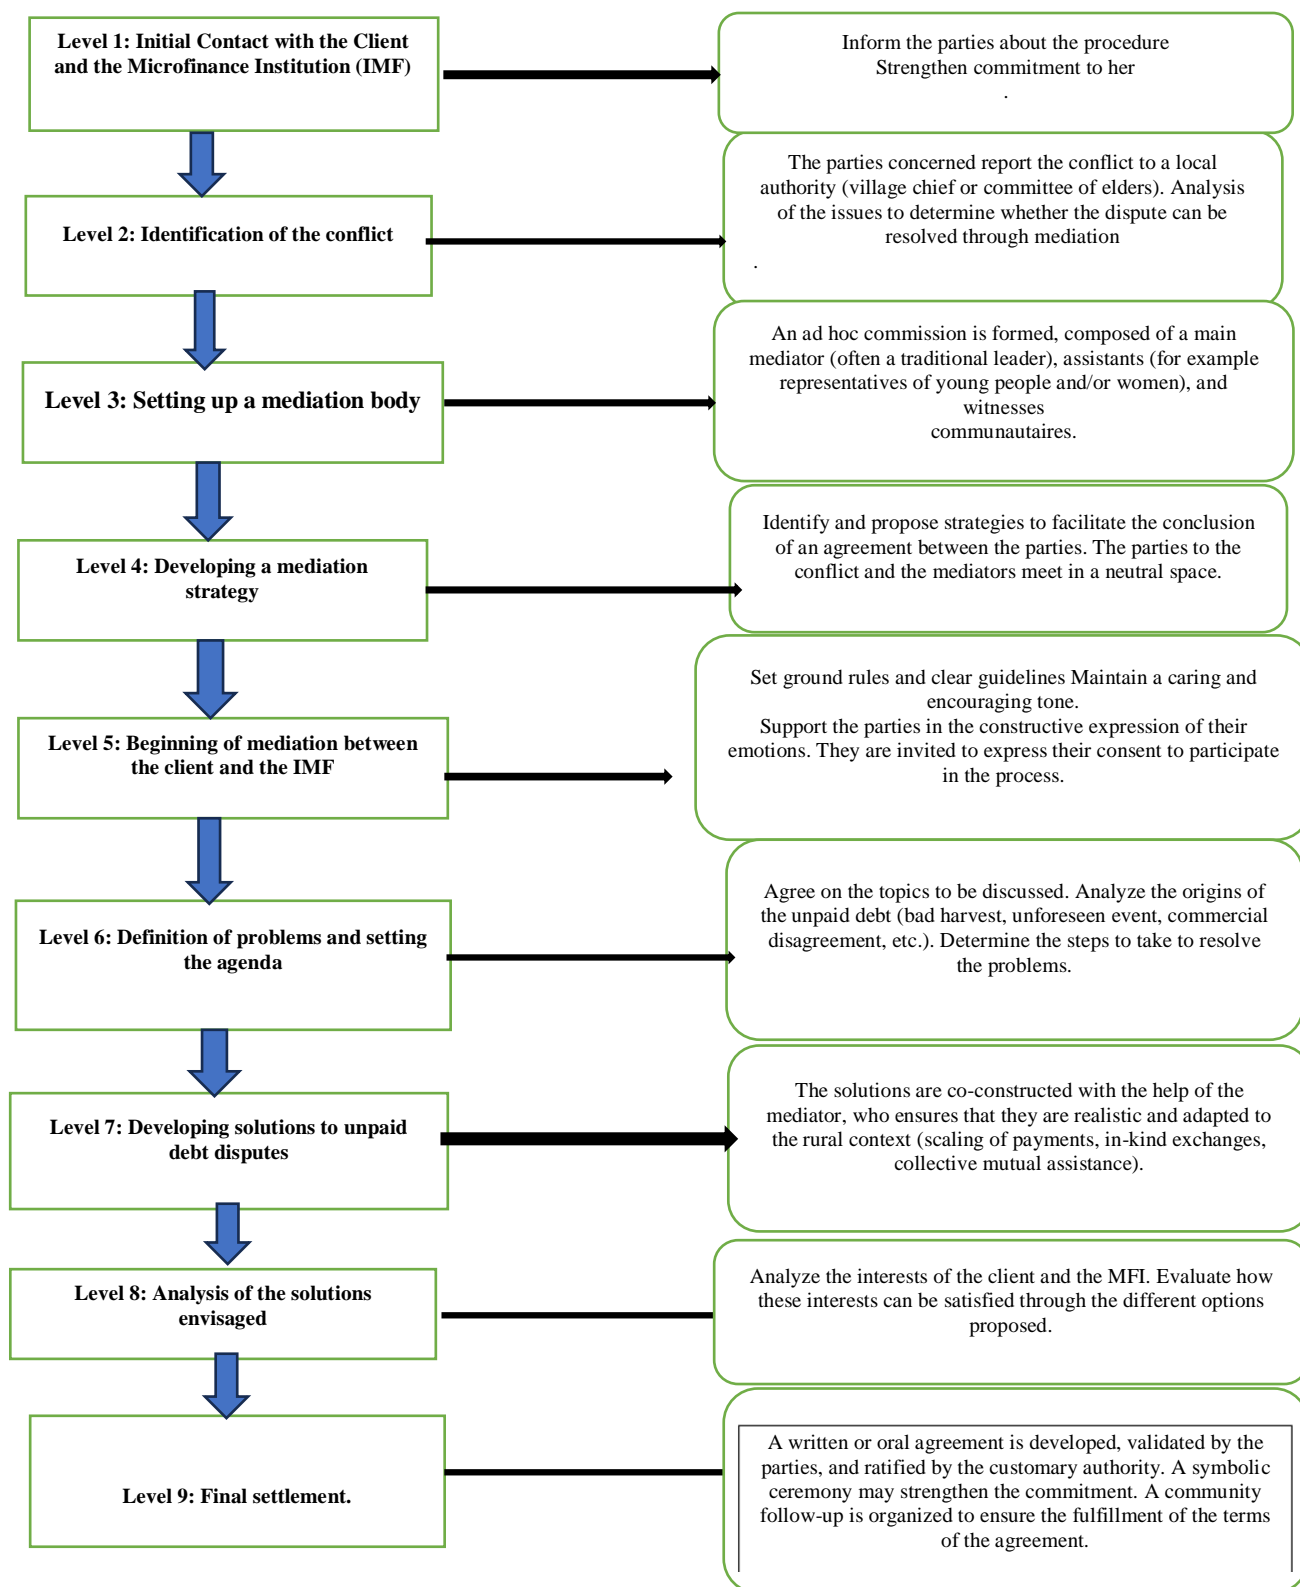 Level 1: Initial Contact with the Client
and the Microfinance Institution (IMF)
Inform the parties about the procedure
Strengthen commitment to her
.
Level 2: Identification of the conflict
The parties concerned report the conflict to a local
authority (village chief or committee of elders). Analysis
of the issues to determine whether the dispute can be
resolved through mediation
.
Level 3: Setting up a mediation body
An ad hoc commission is formed, composed of a main
mediator (often a traditional leader), assistants (for example
representatives of young people and/or women), and
witnesses
communautaires.
Level 4: Developing a mediation
strategy
Identify and propose strategies to facilitate the conclusion
of an agreement between the parties. The parties to the
conflict and the mediators meet in a neutral space.
Level 5: Beginning of mediation between
the client and the IMF
Set ground rules and clear guidelines Maintain a caring and
encouraging tone.
Support the parties in the constructive expression of their
emotions. They are invited to express their consent to participate
in the process.
Level 6: Definition of problems and setting
the agenda
Agree on the topics to be discussed. Analyze the origins of
the unpaid debt (bad harvest, unforeseen event, commercial
disagreement, etc.). Determine the steps to take to resolve
the problems.
Level 7: Developing solutions to unpaid
debt disputes
The solutions are co-constructed with the help of the
mediator, who ensures that they are realistic and adapted to
the rural context (scaling of payments, in-kind exchanges,
collective mutual assistance).
Level 8: Analysis of the solutions
envisaged
Analyze the interests of the client and the MFI. Evaluate how
these interests can be satisfied through the different options
proposed.
Level 9: Final settlement.
A written or oral agreement is developed, validated by the
parties, and ratified by the customary authority. A symbolic
ceremony may strengthen the commitment. A community
follow-up is organized to ensure the fulfillment of the terms
of the agreement.